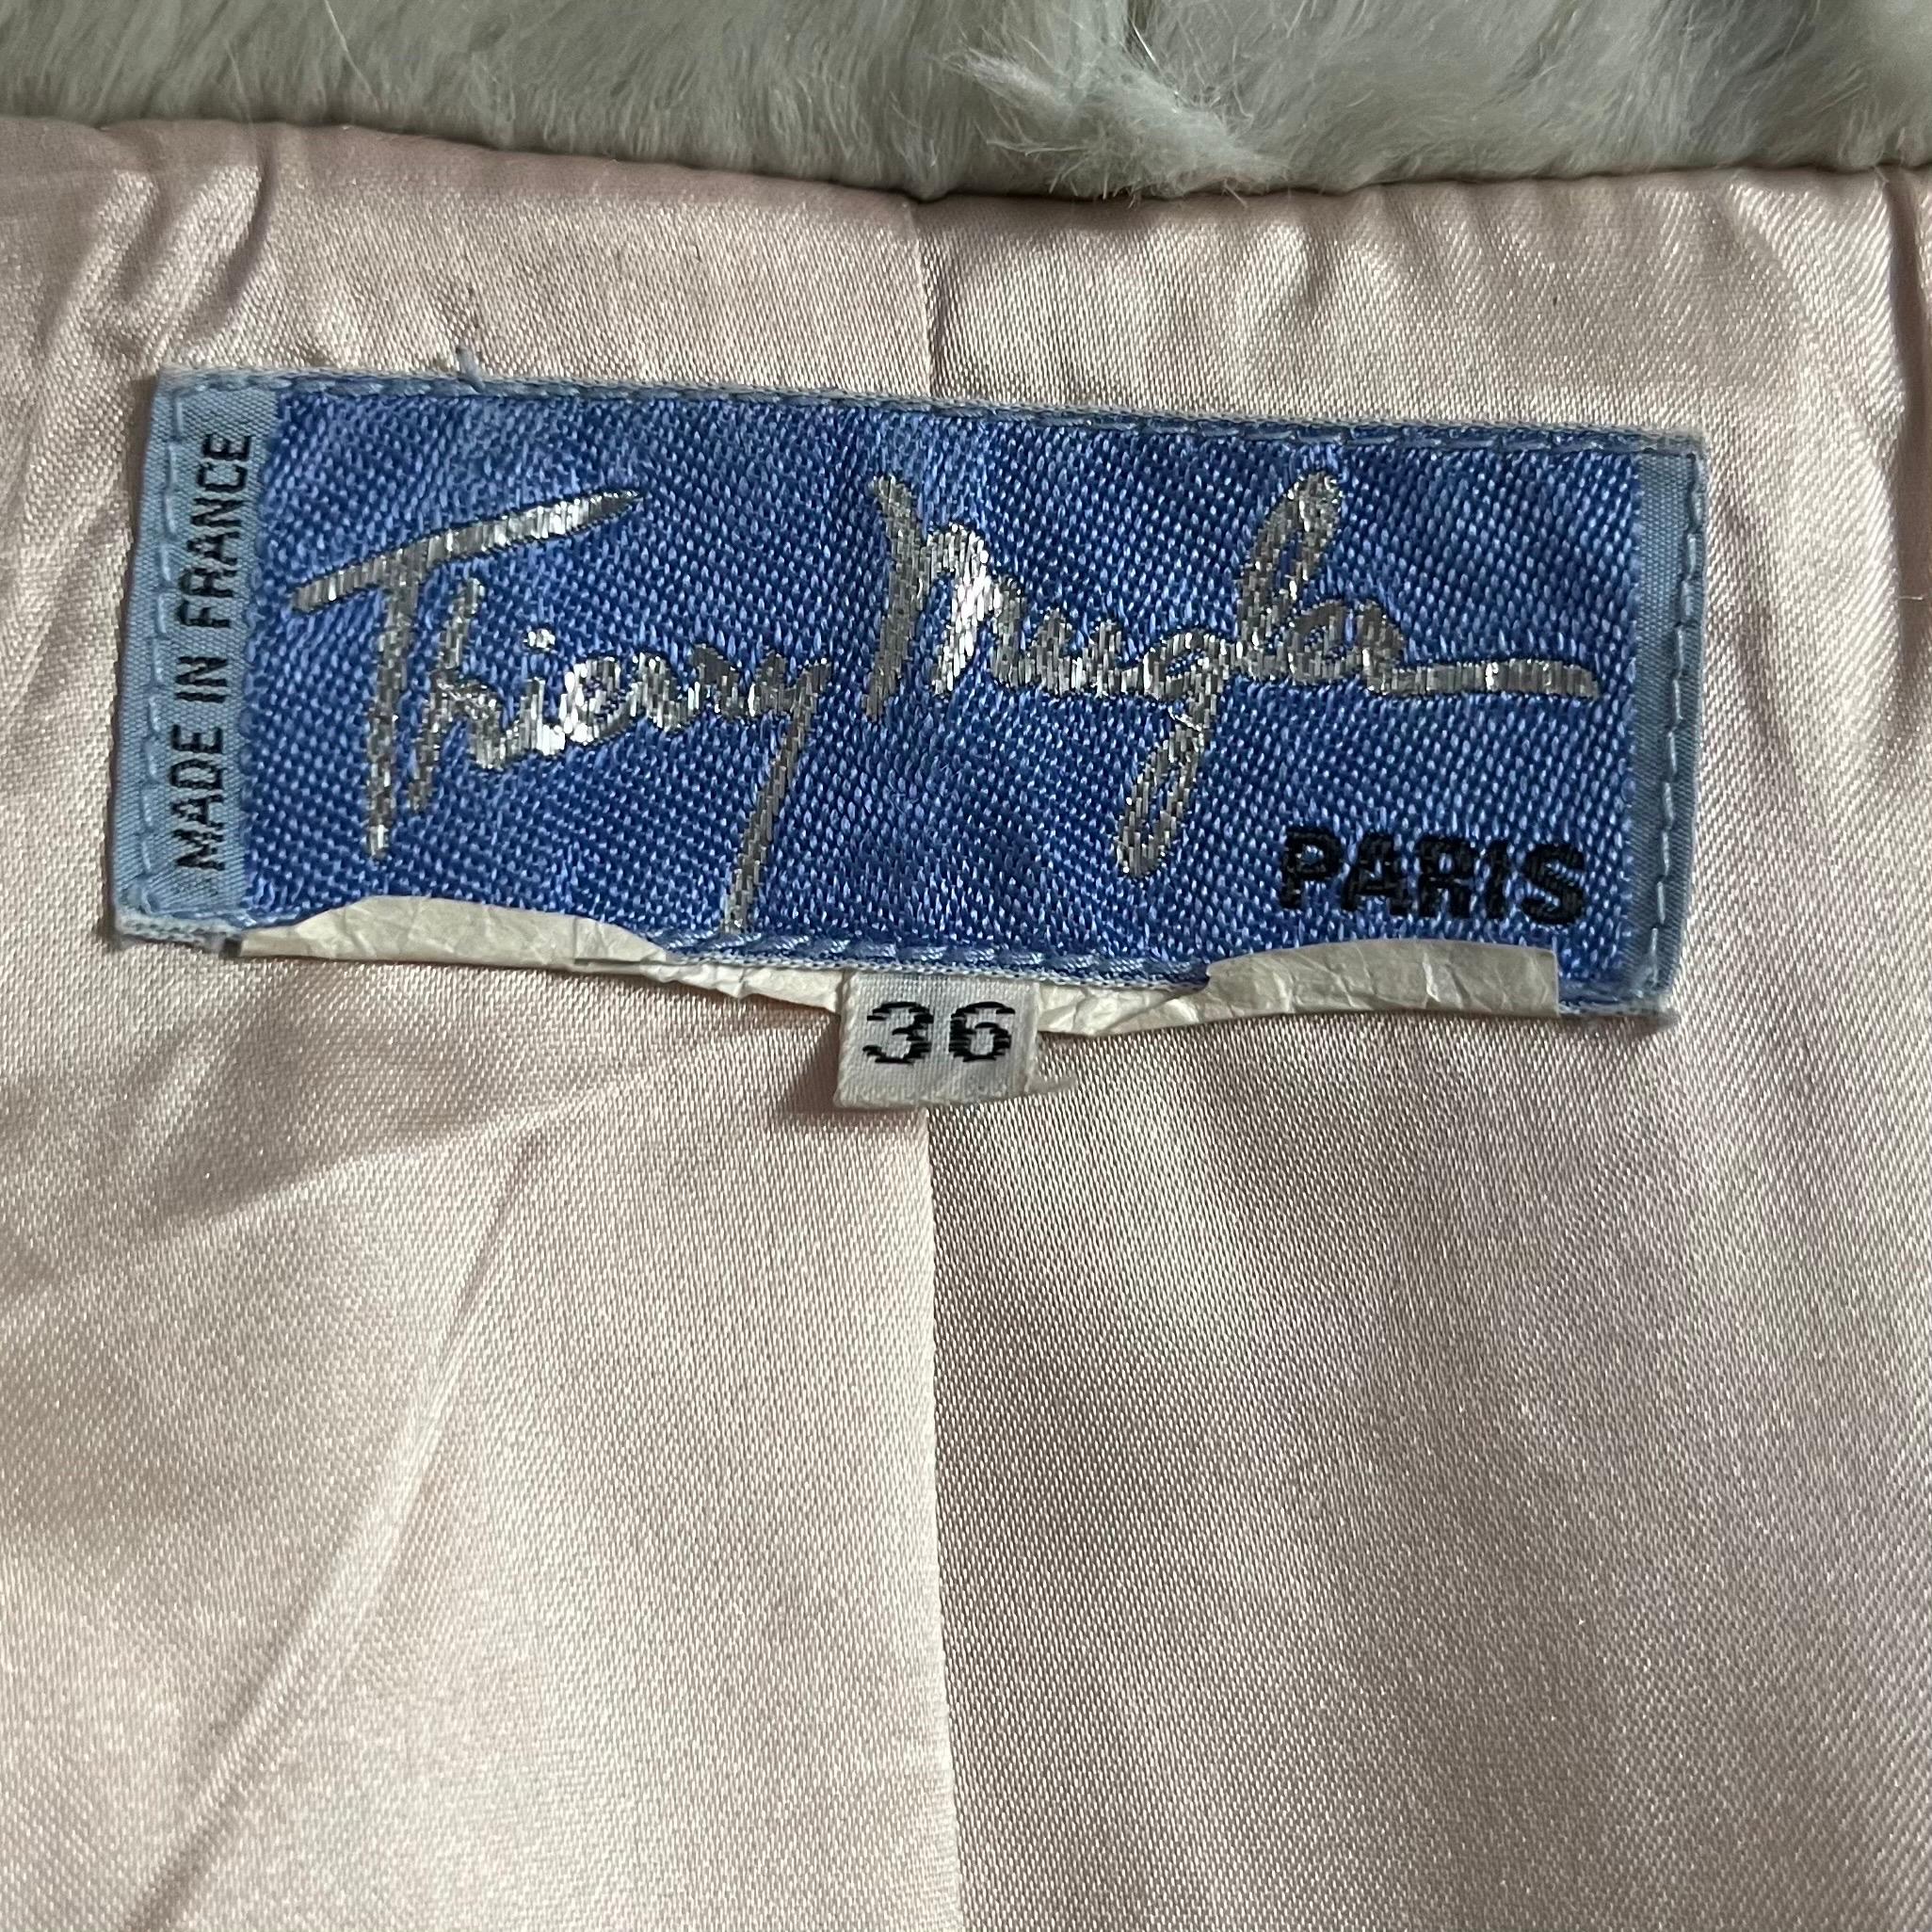 MADE IN FRANCE
Thierry Mugler
PARIS
36